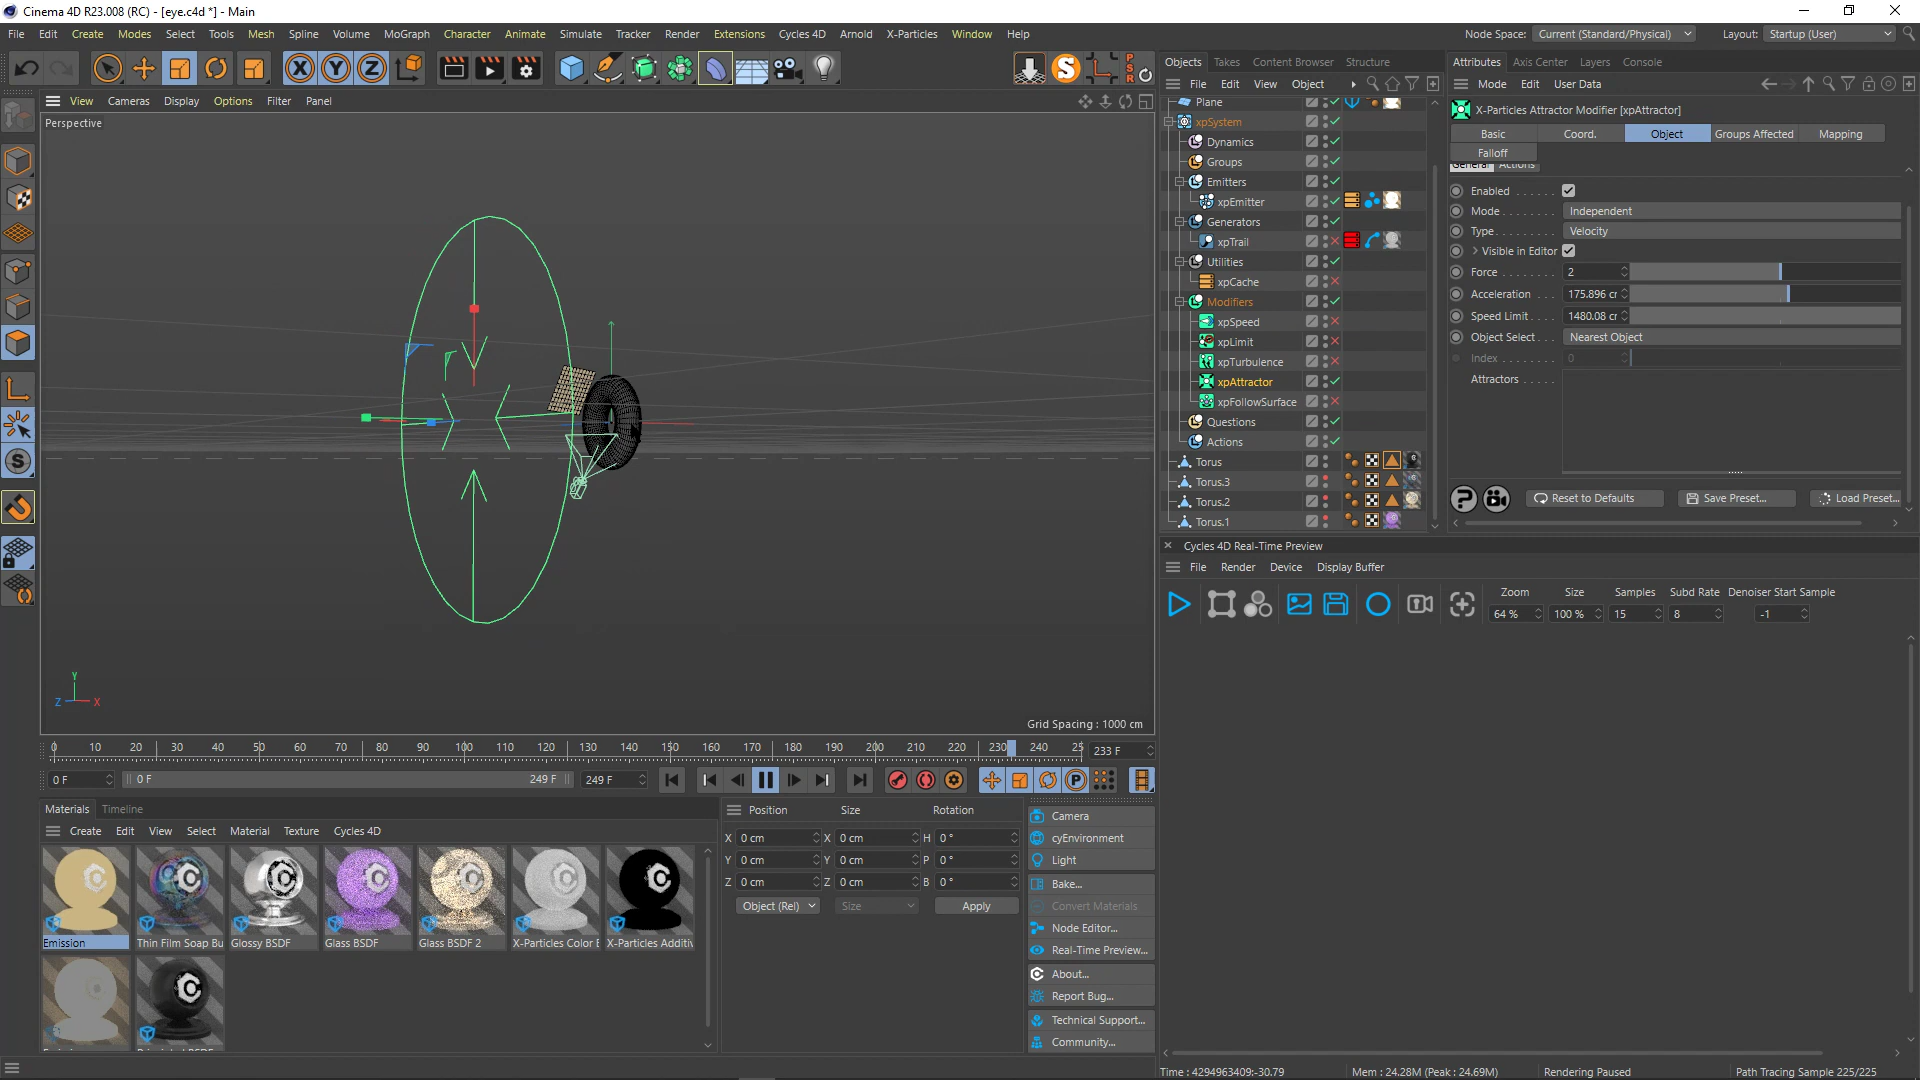 Cinema 4D R23.008 (RC) - [eye.c4d *] - Main
File Edit Create Modes Select Tools Mesh Spline Volume MoGraph Character Animate Simulate Tracker Render Extensions Cycles 4D Arnold X-Particles Window Help Node Space: Current (Standard/Physical) Layout: Startup (User)
PSR
View Cameras Display Options Filter Panel
Perspective
Grid Spacing : 1000 cm
Y
Z X
0 10 20 30 40 50 60 70 80 90 100 110 120 130 140 150 160 170 180 190 200 210 220 230 240 25 233 F
0 F 0 F 249 F 249 F
Materials Timeline
Create Edit View Select Material Texture Cycles 4D
Emission Thin Film Soap Bu Glossy BSDF Glass BSDF Glass BSDF 2 X-Particles Color E X-Particles Additiv
Position Size Rotation
X 0 cm X 0 cm H 0 °
Y 0 cm Y 0 cm P 0 °
Z 0 cm Z 0 cm B 0 °
Object (Rel) Size Apply
Camera
cyEnvironment
Light
Bake...
Convert Materials
Node Editor...
Real-Time Preview...
About...
Report Bug...
Technical Support...
Community...
Objects Takes Content Browser Structure
File Edit View Object
Plane
xpSystem
Dynamics
Groups
Emitters
xpEmitter
Generators
xpTrail
Utilities
xpCache
Modifiers
xpSpeed
xpLimit
xpTurbulence
xpAttractor
xpFollowSurface
Questions
Actions
Torus
Torus.3
Torus.2
Torus.1
Attributes Axis Center Layers Console
Mode Edit User Data
X-Particles Attractor Modifier [xpAttractor]
Basic Coord. Object Groups Affected Mapping
Falloff
General Actions
Enabled
Mode Independent
Type Velocity
Visible in Editor
Force 2
Acceleration 175.896 cr
Speed Limit 1480.08 cr
Object Select Nearest Object
Index 0
Attractors
Reset to Defaults Save Preset... Load Preset...
Cycles 4D Real-Time Preview
File Render Device Display Buffer
Zoom Size Samples Subd Rate Denoiser Start Sample
64 % 100 % 15 8 -1
Time : 4294963409:-30.79 Mem : 24.28M (Peak : 24.69M) Rendering Paused Path Tracing Sample 225/225